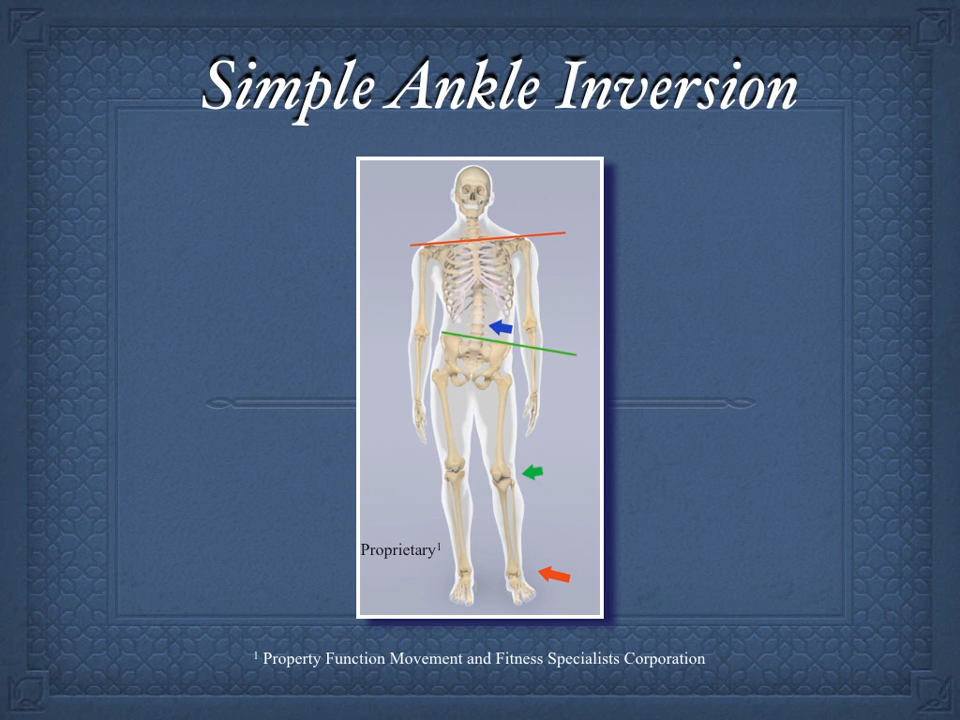 Simple Ankle Inversion
Proprietary¹
¹ Property Function Movement and Fitness Specialists Corporation